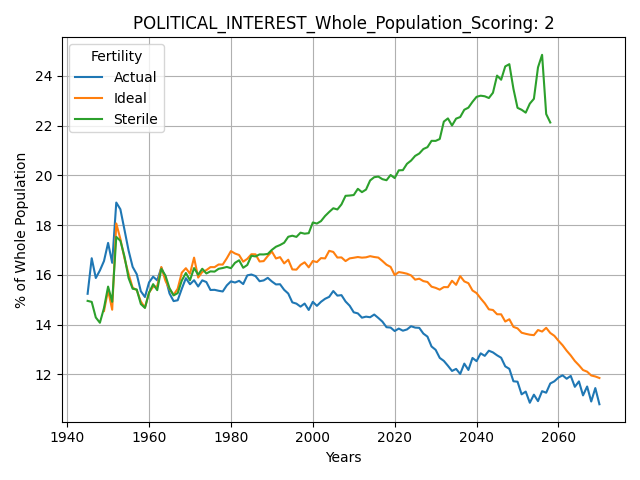 POLITICAL_INTEREST_Whole_Population_Scoring: 2
Fertility
Actual
Ideal
Sterile
% of Whole Population
24
22
20
18
16
14
12
1940 1960 1980 2000 2020 2040 2060
Years